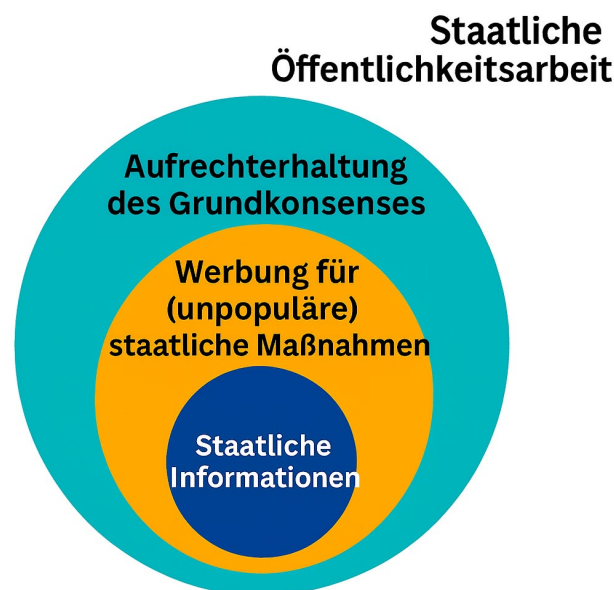 Staatliche
Öffentlichkeitsarbeit
Aufrechterhaltung
des Grundkonsenses
Werbung für
(unpopuläre)
staatliche Maßnahmen
Staatliche
Informationen